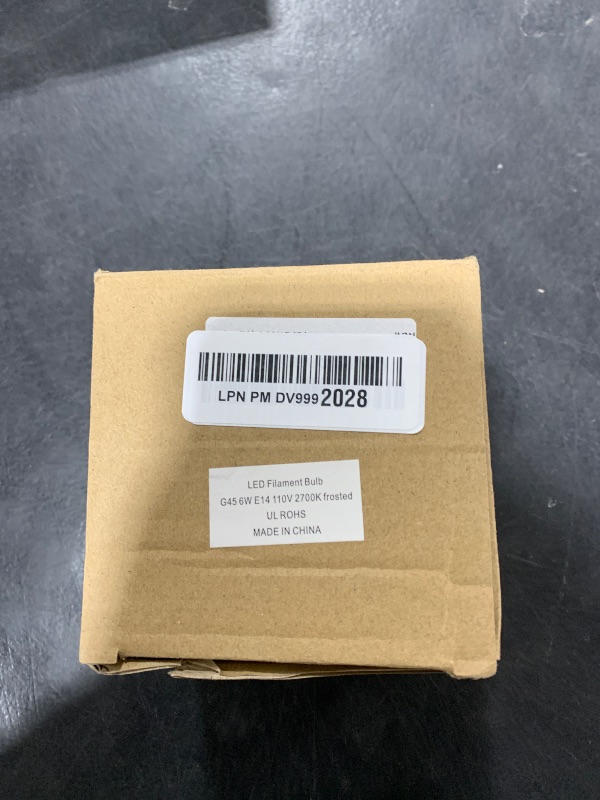 LPN PM DV9992028
LED Filament Bulb
G45 6W E14 110V 2700K frosted
UL ROHS
MADE IN CHINA